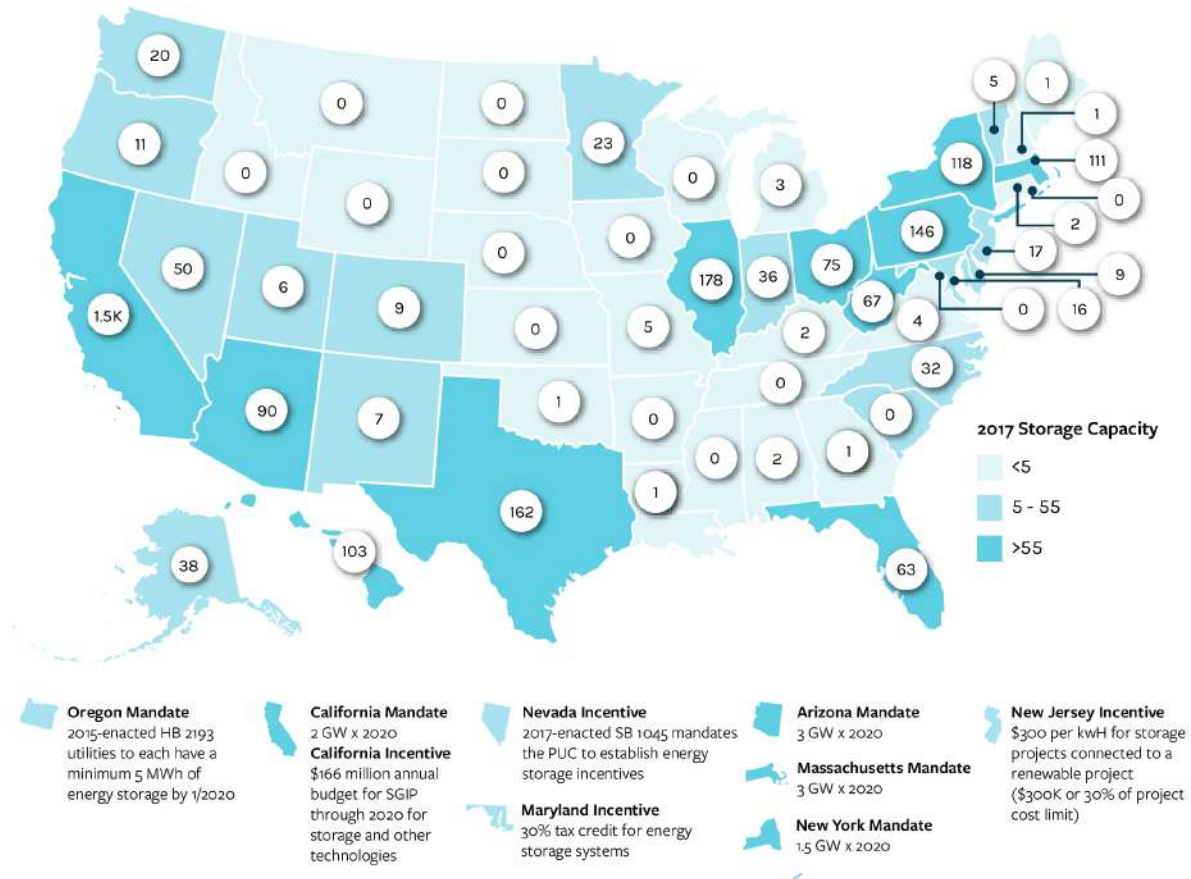 20
0
0
5
1
1
11
23
118
111
0
0
0
3
0
0
0
2
0
146
50
0
17
6
178
36
75
9
9
67
1.5K
0
16
0
5
4
2
32
0
90
7
1
0
0
2017 Storage Capacity
0
2
1
<5
1
162
5 - 55
103
>55
38
63
Oregon Mandate
2015-enacted HB 2193
utilities to each have a
minimum 5 MWh of
energy storage by 1/2020
California Mandate
2 GW x 2020
California Incentive
$166 million annual
budget for SGIP
through 2020 for
storage and other
technologies
Nevada Incentive
2017-enacted SB 1045 mandates
the PUC to establish energy
storage incentives
Maryland Incentive
30% tax credit for energy
storage systems
Arizona Mandate
3 GW x 2020
Massachusetts Mandate
3 GW x 2020
New York Mandate
1.5 GW x 2020
New Jersey Incentive
$300 per kwH for storage
projects connected to a
renewable project
($300K or 30% of project
cost limit)